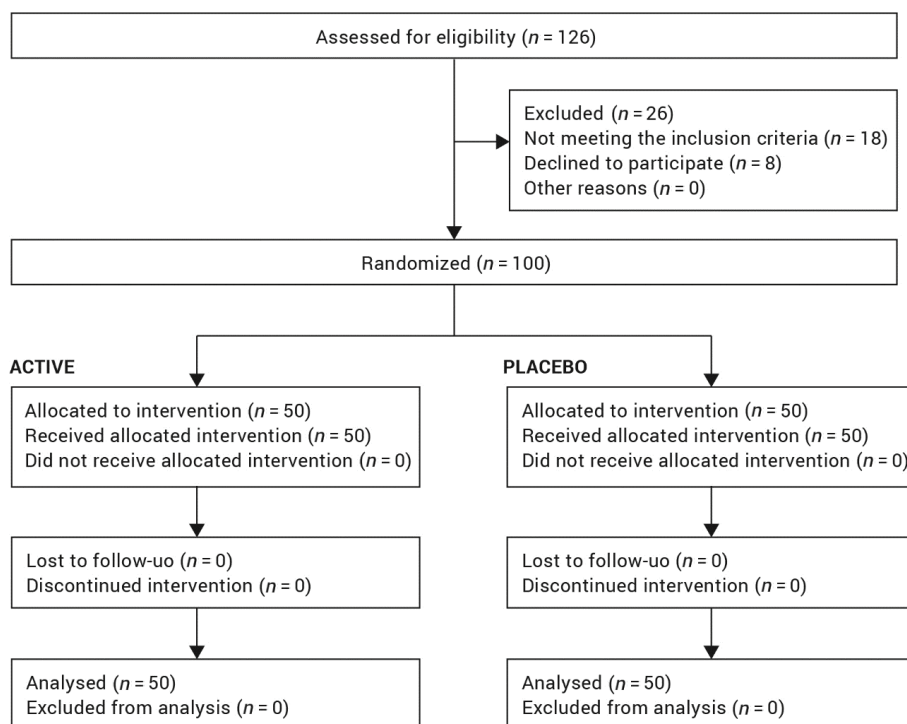 Assessed for eligibility (n = 126)
Excluded (n = 26)
Not meeting the inclusion criteria (n = 18)
Declined to participate (n = 8)
Other reasons (n = 0)
Randomized (n = 100)
ACTIVE
Allocated to intervention (n = 50)
Received allocated intervention (n = 50)
Did not receive allocated intervention (n = 0)
Lost to follow-uo (n = 0)
Discontinued intervention (n = 0)
Analysed (n = 50)
Excluded from analysis (n = 0)
PLACEBO
Allocated to intervention (n = 50)
Received allocated intervention (n = 50)
Did not receive allocated intervention (n = 0)
Lost to follow-uo (n = 0)
Discontinued intervention (n = 0)
Analysed (n = 50)
Excluded from analysis (n = 0)